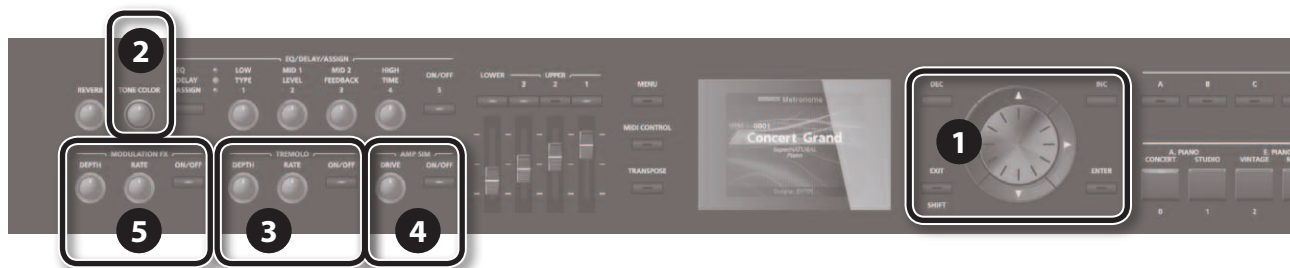 2
EQ/DELAY/ASSIGN
EQ LOW MID 1 MID 2 HIGH
DELAY TYPE LEVEL FEEDBACK TIME ON/OFF
REVERB TONE COLOR ASSIGN 1 2 3 4 5
LOWER UPPER
3 2 1
MENU
MIDI CONTROL
TRANSPOSE
Metronome
Concert Grand
Piano
DEC INC
1
EXIT ENTER
SHIFT
A B C
A. PIANO E. PIANO
CONCERT STUDIO VINTAGE
0 1 2
MODULATION FX TREMOLO AMP SIM
DEPTH RATE ON/OFF DEPTH RATE ON/OFF DRIVE ON/OFF
5 3 4